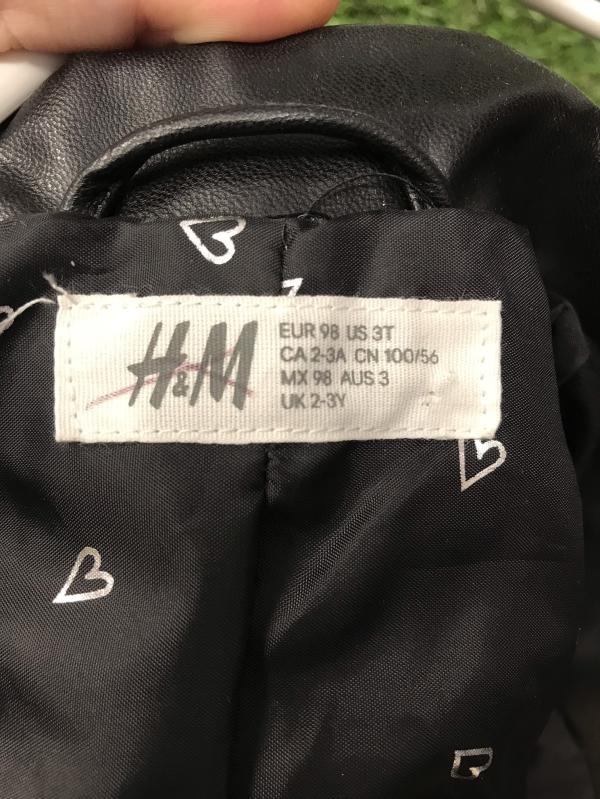 H&M
EUR 98 US 3T
CA 2-3A CN 100/56
MX 98 AUS 3
UK 2-3Y